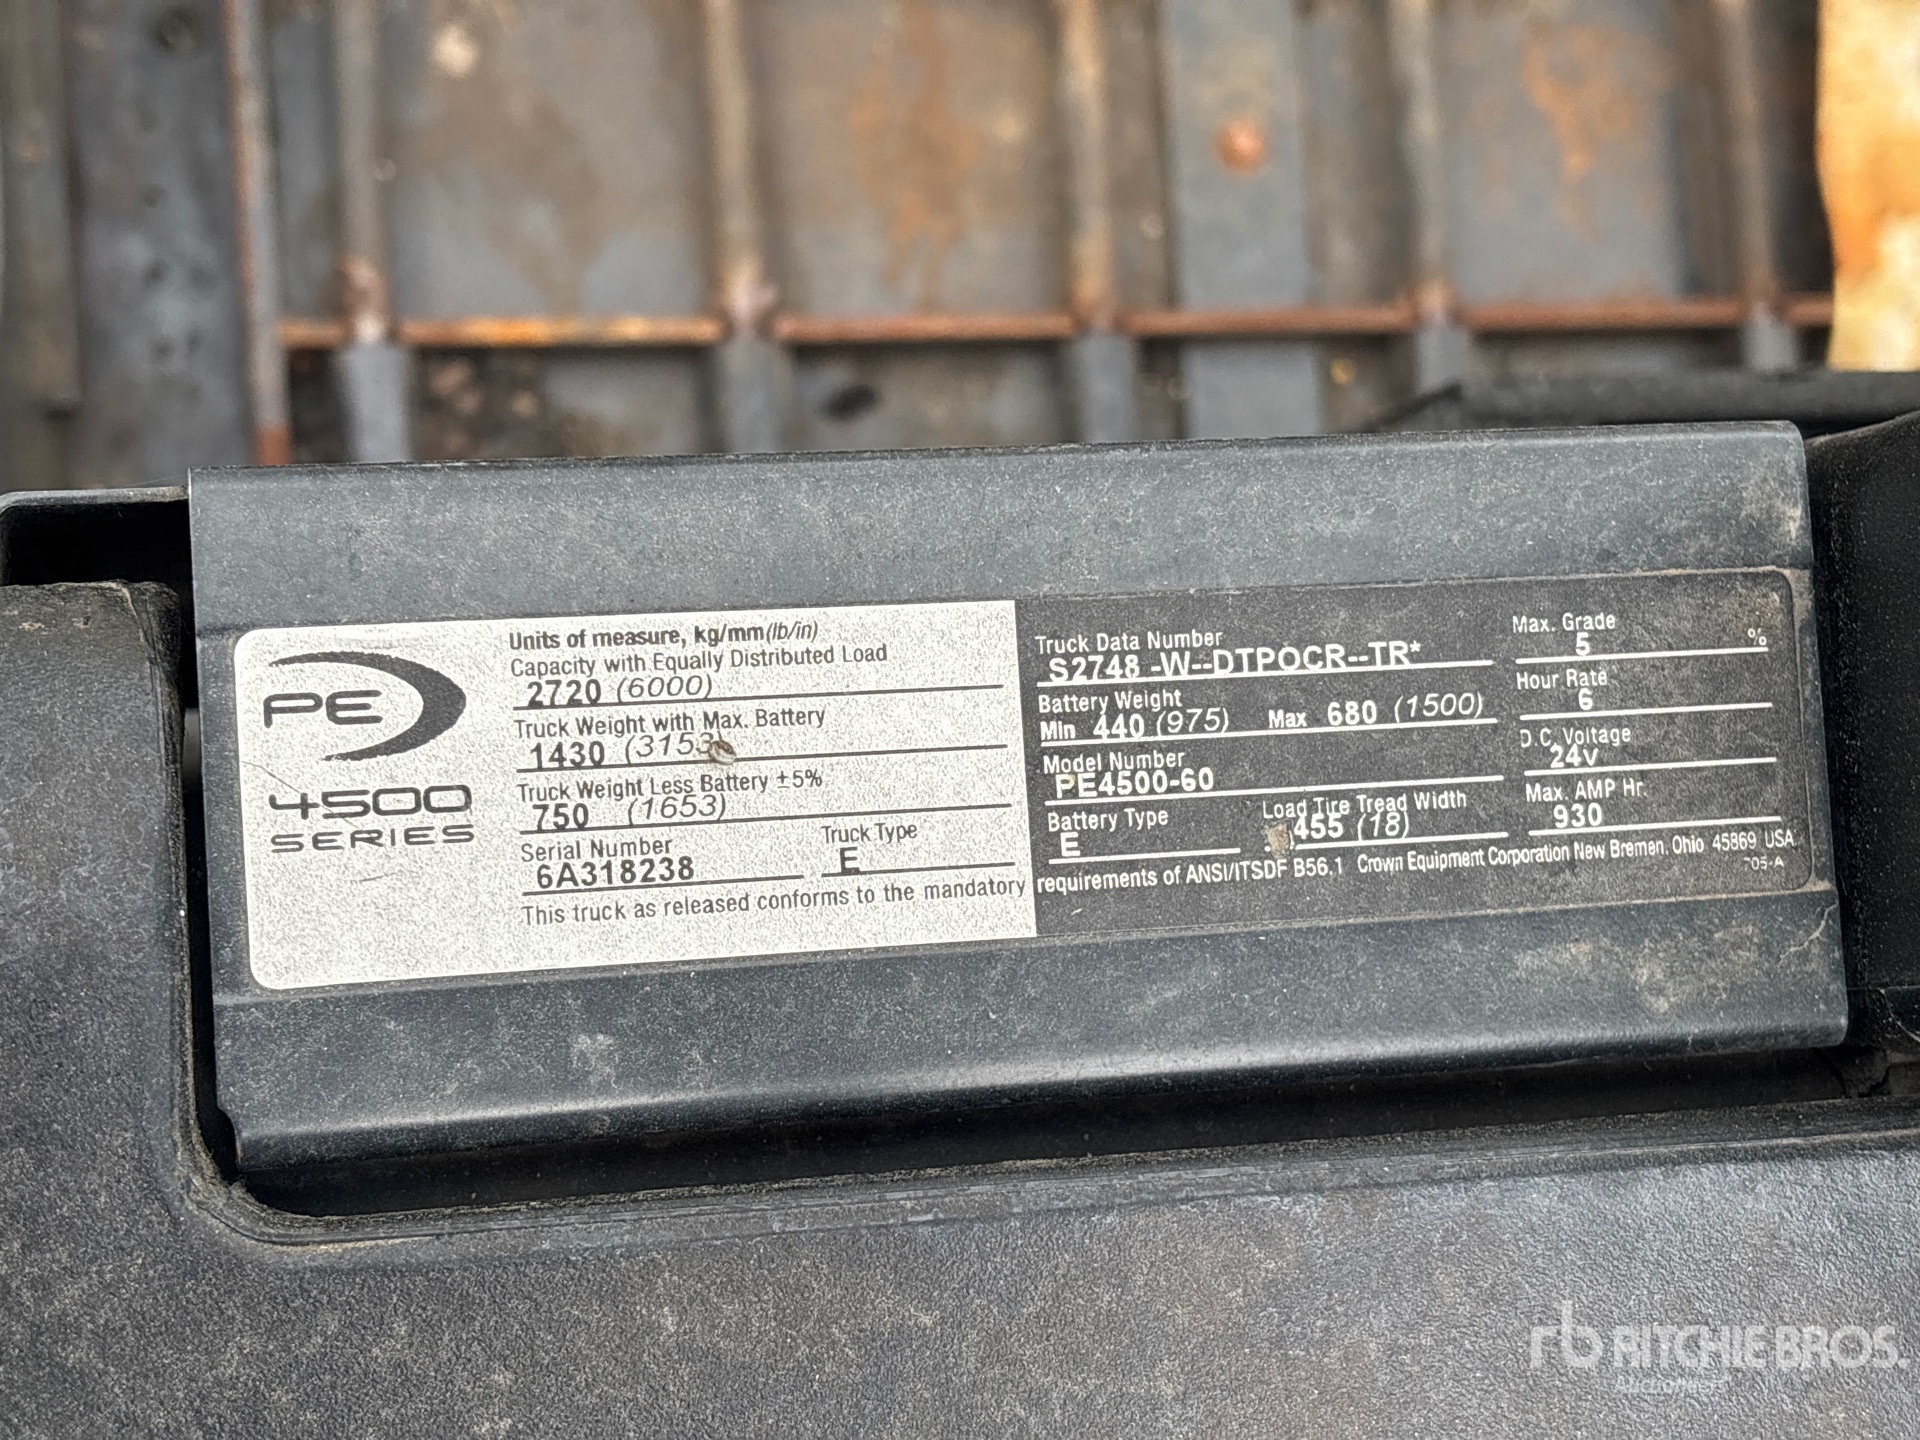 PE
4500
SERIES
Units of measure, kg/mm(lb/in)
Capacity with Equally Distributed Load
2720 (6000)
Truck Weight with Max. Battery
1430 (3153
Truck Weight Less Battery ±5%
750 (1653)
Serial Number
6A318238
Truck Type
E
This truck as released conforms to the mandatory
Truck Data Number
S2748 -W--DTPOCR--TR*
Battery Weight
Min 440 (975) Max 680 (1500)
Model Number
PE4500-60
Battery Type
E
Load Tire Tread Width
455 (18)
Max. Grade
5 %
Hour Rate
6
D.C. Voltage
24v
Max. AMP Hr.
930
requirements of ANSI/ITSDF B56.1 Crown Equipment Corporation New Bremen, Ohio 45869 USA
705-A
rb RITCHIE BROS.
Auctioneers